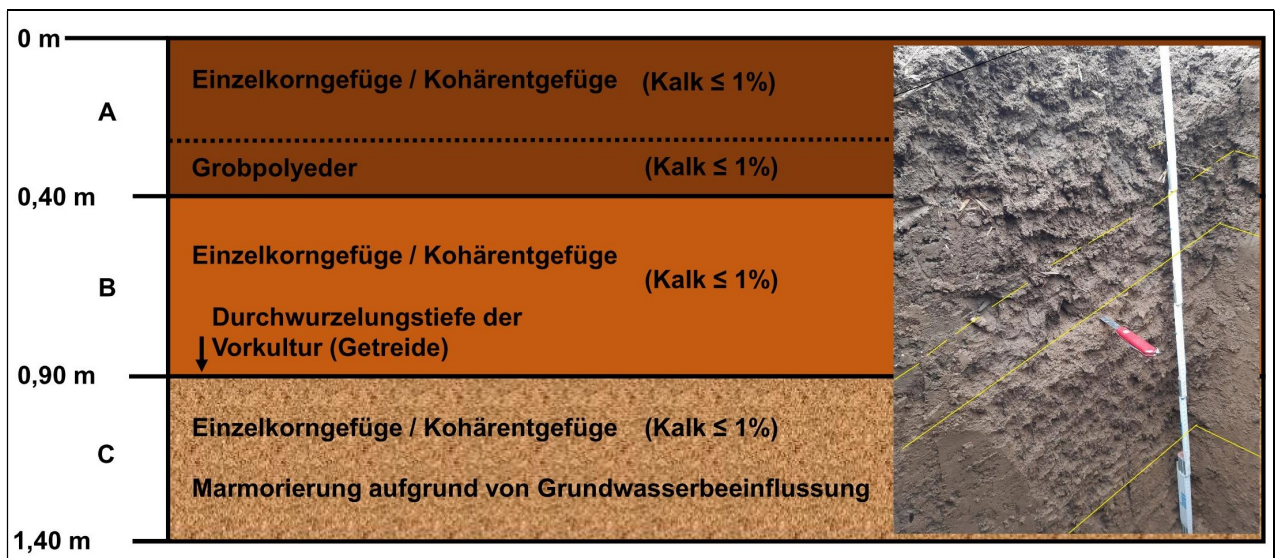 0 m
Einzelkorngefüge / Kohärentgefüge (Kalk ≤ 1%)
A
Grobpolyeder (Kalk ≤ 1%)
0,40 m
Einzelkorngefüge / Kohärentgefüge
(Kalk ≤ 1%)
B
Durchwurzelungstiefe der
Vorkultur (Getreide)
0,90 m
Einzelkorngefüge / Kohärentgefüge (Kalk ≤ 1%)
C
Marmorierung aufgrund von Grundwasserbeeinflussung
1,40 m